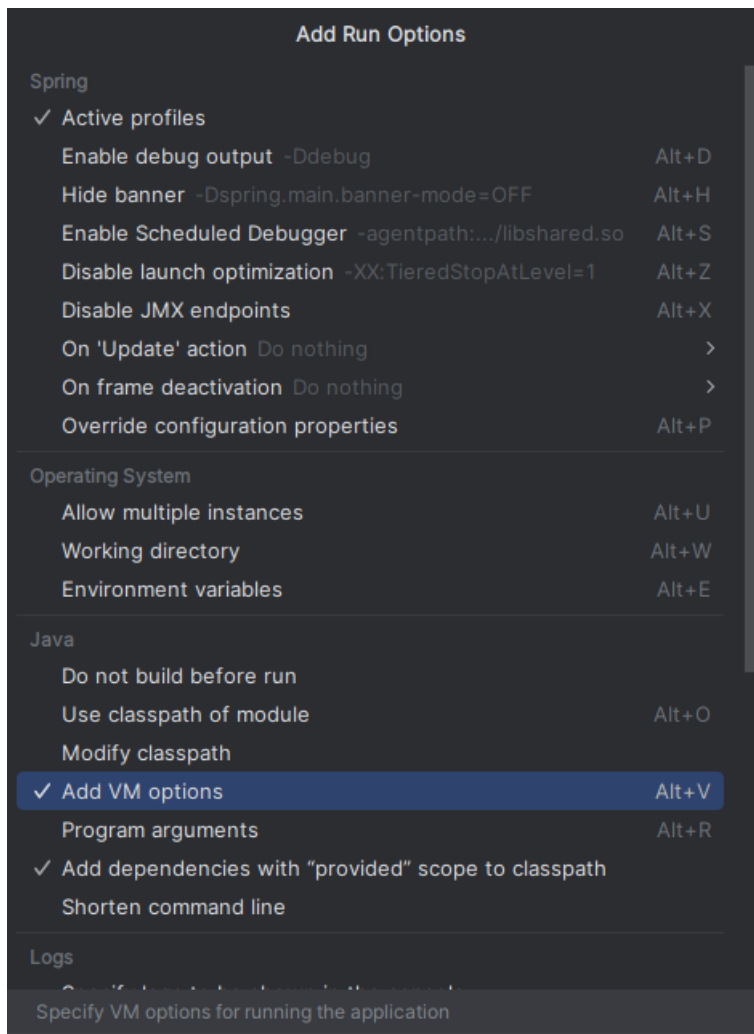 Add Run Options
Spring
✓ Active profiles
Enable debug output -Ddebug Alt+D
Hide banner -Dspring.main.banner-mode=OFF Alt+H
Enable Scheduled Debugger -agentpath:.../libshared.so Alt+S
Disable launch optimization -XX:TieredStopAtLevel=1 Alt+Z
Disable JMX endpoints Alt+X
On 'Update' action Do nothing >
On frame deactivation Do nothing >
Override configuration properties Alt+P
Operating System
Allow multiple instances Alt+U
Working directory Alt+W
Environment variables Alt+E
Java
Do not build before run
Use classpath of module Alt+O
Modify classpath
✓ Add VM options Alt+V
Program arguments Alt+R
✓ Add dependencies with “provided” scope to classpath
Shorten command line
Logs
Specify VM options for running the application